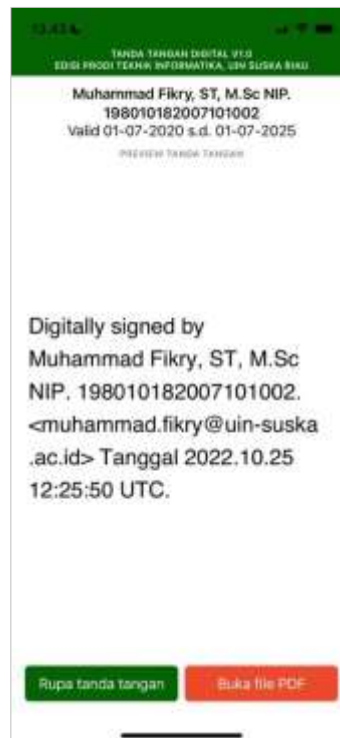 TANDA TANGAN DIGITAL V1.0
EDISI PRODI TEKNIK INFORMATIKA, UIN SUSKA RIAU
Muhammad Fikry, ST, M.Sc NIP.
198010182007101002
Valid 01-07-2020 s.d. 01-07-2025
PREVIEW TANDA TANGAN
Digitally signed by
Muhammad Fikry, ST, M.Sc
NIP. 198010182007101002.
<muhammad.fikry@uin-suska
.ac.id> Tanggal 2022.10.25
12:25:50 UTC.
Rupa tanda tangan
Buka file PDF